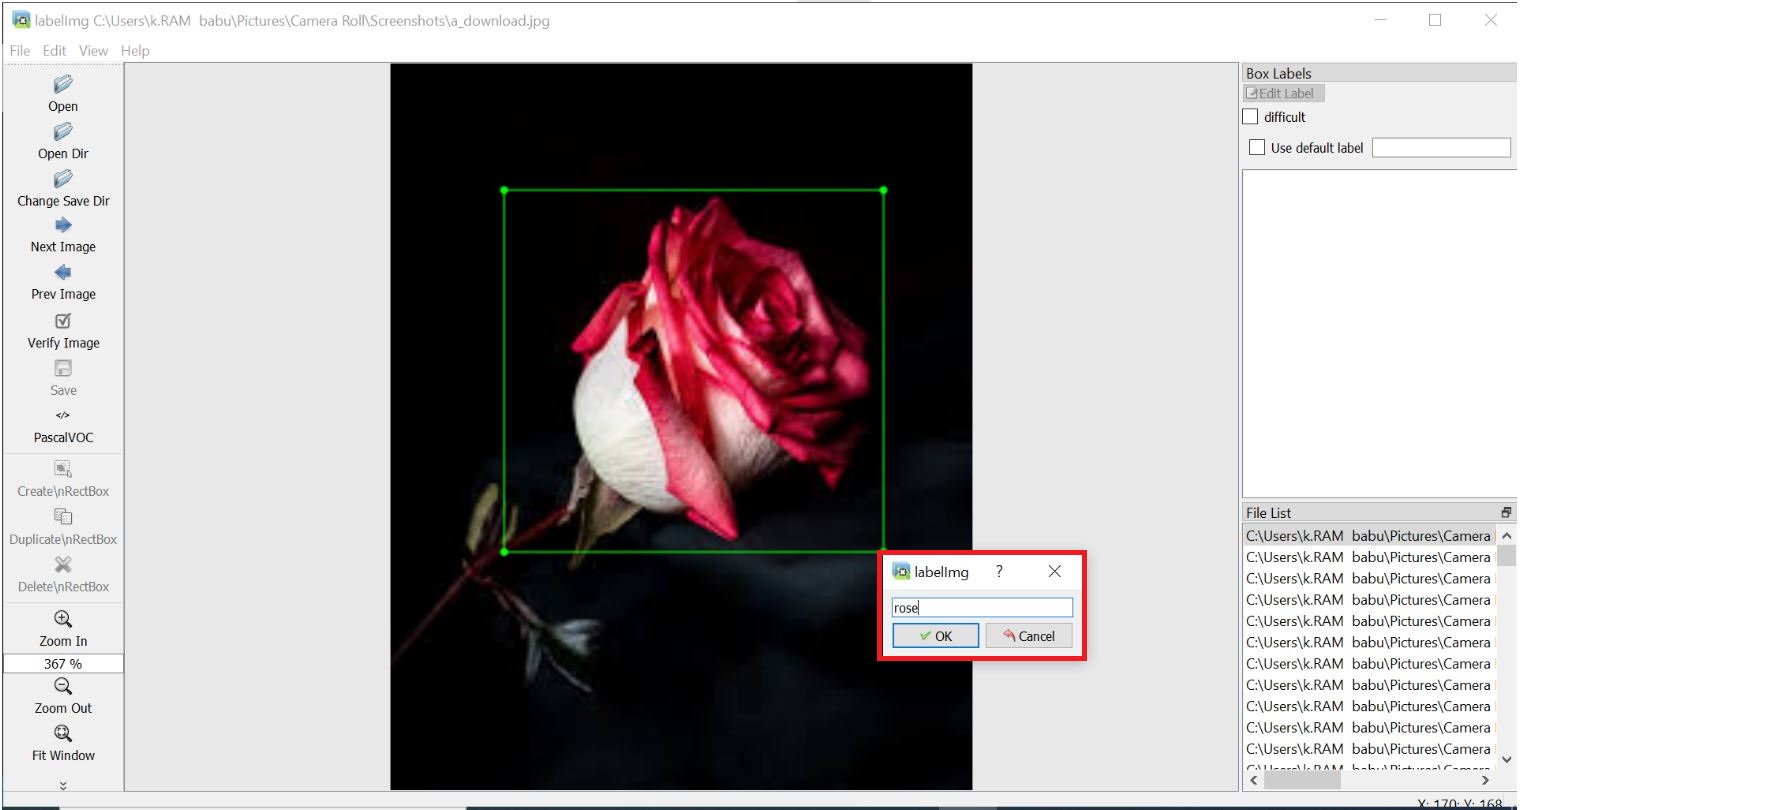 labelImg C:\Users\k.RAM  babu\Pictures\Camera Roll\Screenshots\a_download.jpg
File Edit View Help
Open
Open Dir
Change Save Dir
Next Image
Prev Image
Verify Image
Save
</>
PascalVOC
Create\nRectBox
Duplicate\nRectBox
Delete\nRectBox
Zoom In
367 %
Zoom Out
Fit Window
labelImg ?
rose
OK Cancel
Box Labels
Edit Label
difficult
Use default label
File List
C:\Users\k.RAM  babu\Pictures\Camera
C:\Users\k.RAM  babu\Pictures\Camera
C:\Users\k.RAM  babu\Pictures\Camera
C:\Users\k.RAM  babu\Pictures\Camera
C:\Users\k.RAM  babu\Pictures\Camera
C:\Users\k.RAM  babu\Pictures\Camera
C:\Users\k.RAM  babu\Pictures\Camera
C:\Users\k.RAM  babu\Pictures\Camera
C:\Users\k.RAM  babu\Pictures\Camera
C:\Users\k.RAM  babu\Pictures\Camera
C:\Users\k.RAM  babu\Pictures\Camera
X: 170; Y: 168